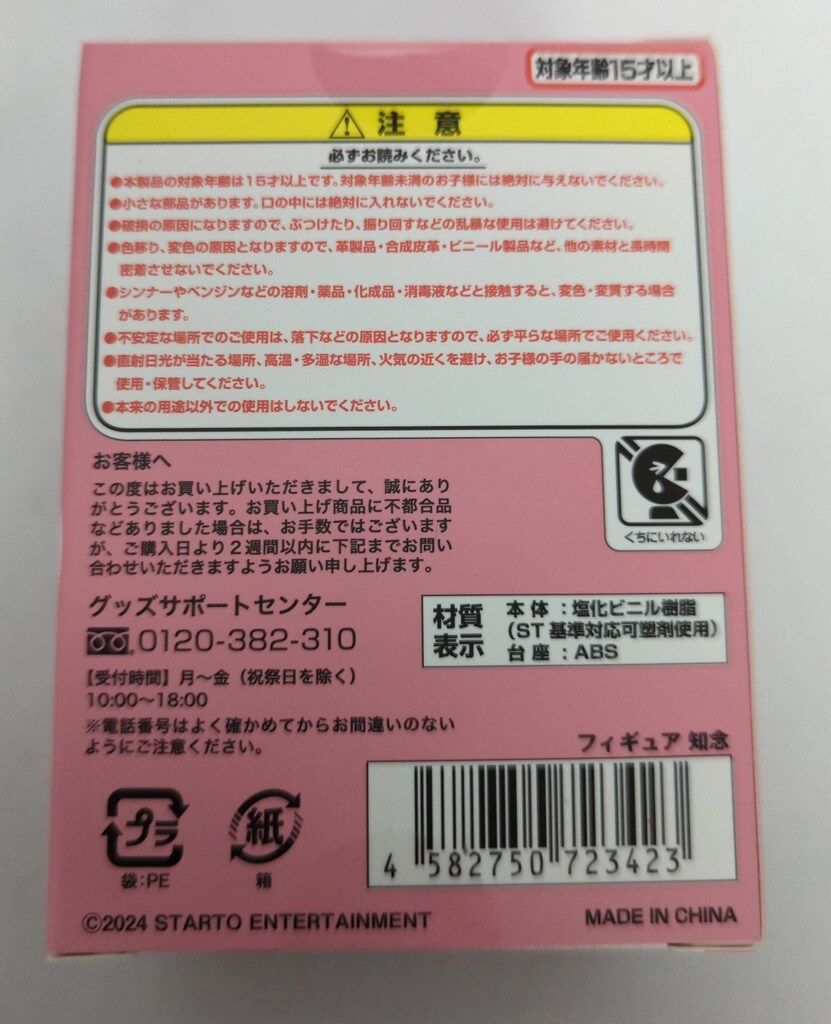 対象年齢15才以上
注 意
必ずお読みください。
●本製品の対象年齢は15才以上です。対象年齢未満のお子様には絶対に与えないでください。
●小さな部品があります。口の中には絶対に入れないでください。
●破損の原因になりますので、ぶつけたり、振り回すなどの乱暴な使用は避けてください。
●色移り、変色の原因となりますので、革製品・合成皮革・ビニール製品など、他の素材と長時間
密着させないでください。
●シンナーやベンジンなどの溶剤・薬品・化成品・消毒液などと接触すると、変色・変質する場合
があります。
●不安定な場所でのご使用は、落下などの原因となりますので、必ず平らな場所でご使用ください。
●直射日光が当たる場所、高温・多湿な場所、火気の近くを避け、お子様の手の届かないところで
使用・保管してください。
●本来の用途以外での使用はしないでください。
くちにいれない
お客様へ
この度はお買い上げいただきまして、誠にあり
がとうございます。お買い上げ商品に不都合品
などありました場合は、お手数ではございます
が、ご購入日より2週間以内に下記までお問い
合わせいただきますようお願い申し上げます。
グッズサポートセンター
0120-382-310
【受付時間】月～金(祝祭日を除く)
10:00～18:00
※電話番号はよく確かめてからお間違いのない
ようにご注意ください。
材質
表示
本体:塩化ビニル樹脂
(ST基準対応可塑剤使用)
台座:ABS
フィギュア 知念
4 582750 723423
プラ
袋:PE
紙
箱
©2024 STARTO ENTERTAINMENT
MADE IN CHINA